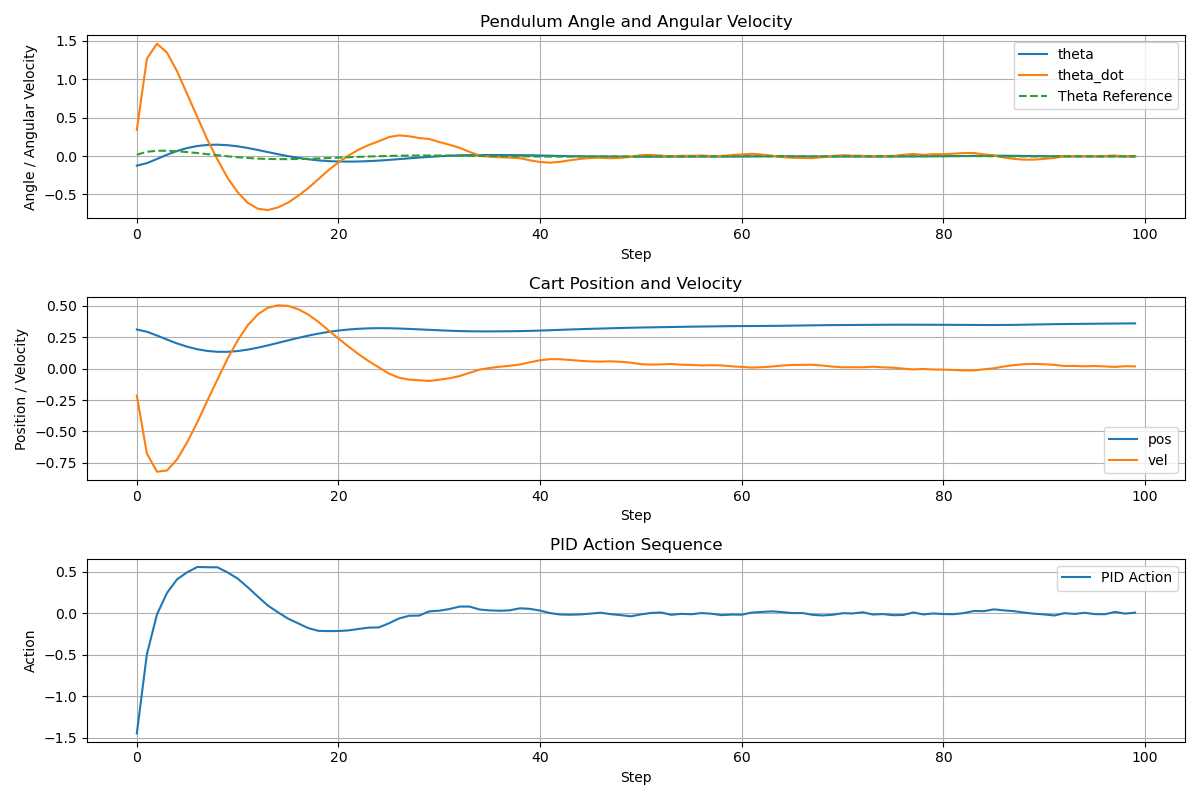 Pendulum Angle and Angular Velocity
Angle / Angular Velocity
1.5
1.0
0.5
0.0
−0.5
theta
theta_dot
Theta Reference
0 20 40 60 80 100
Step
Cart Position and Velocity
Position / Velocity
0.50
0.25
0.00
−0.25
−0.50
−0.75
pos
vel
0 20 40 60 80 100
Step
PID Action Sequence
Action
0.5
0.0
−0.5
−1.0
−1.5
PID Action
0 20 40 60 80 100
Step